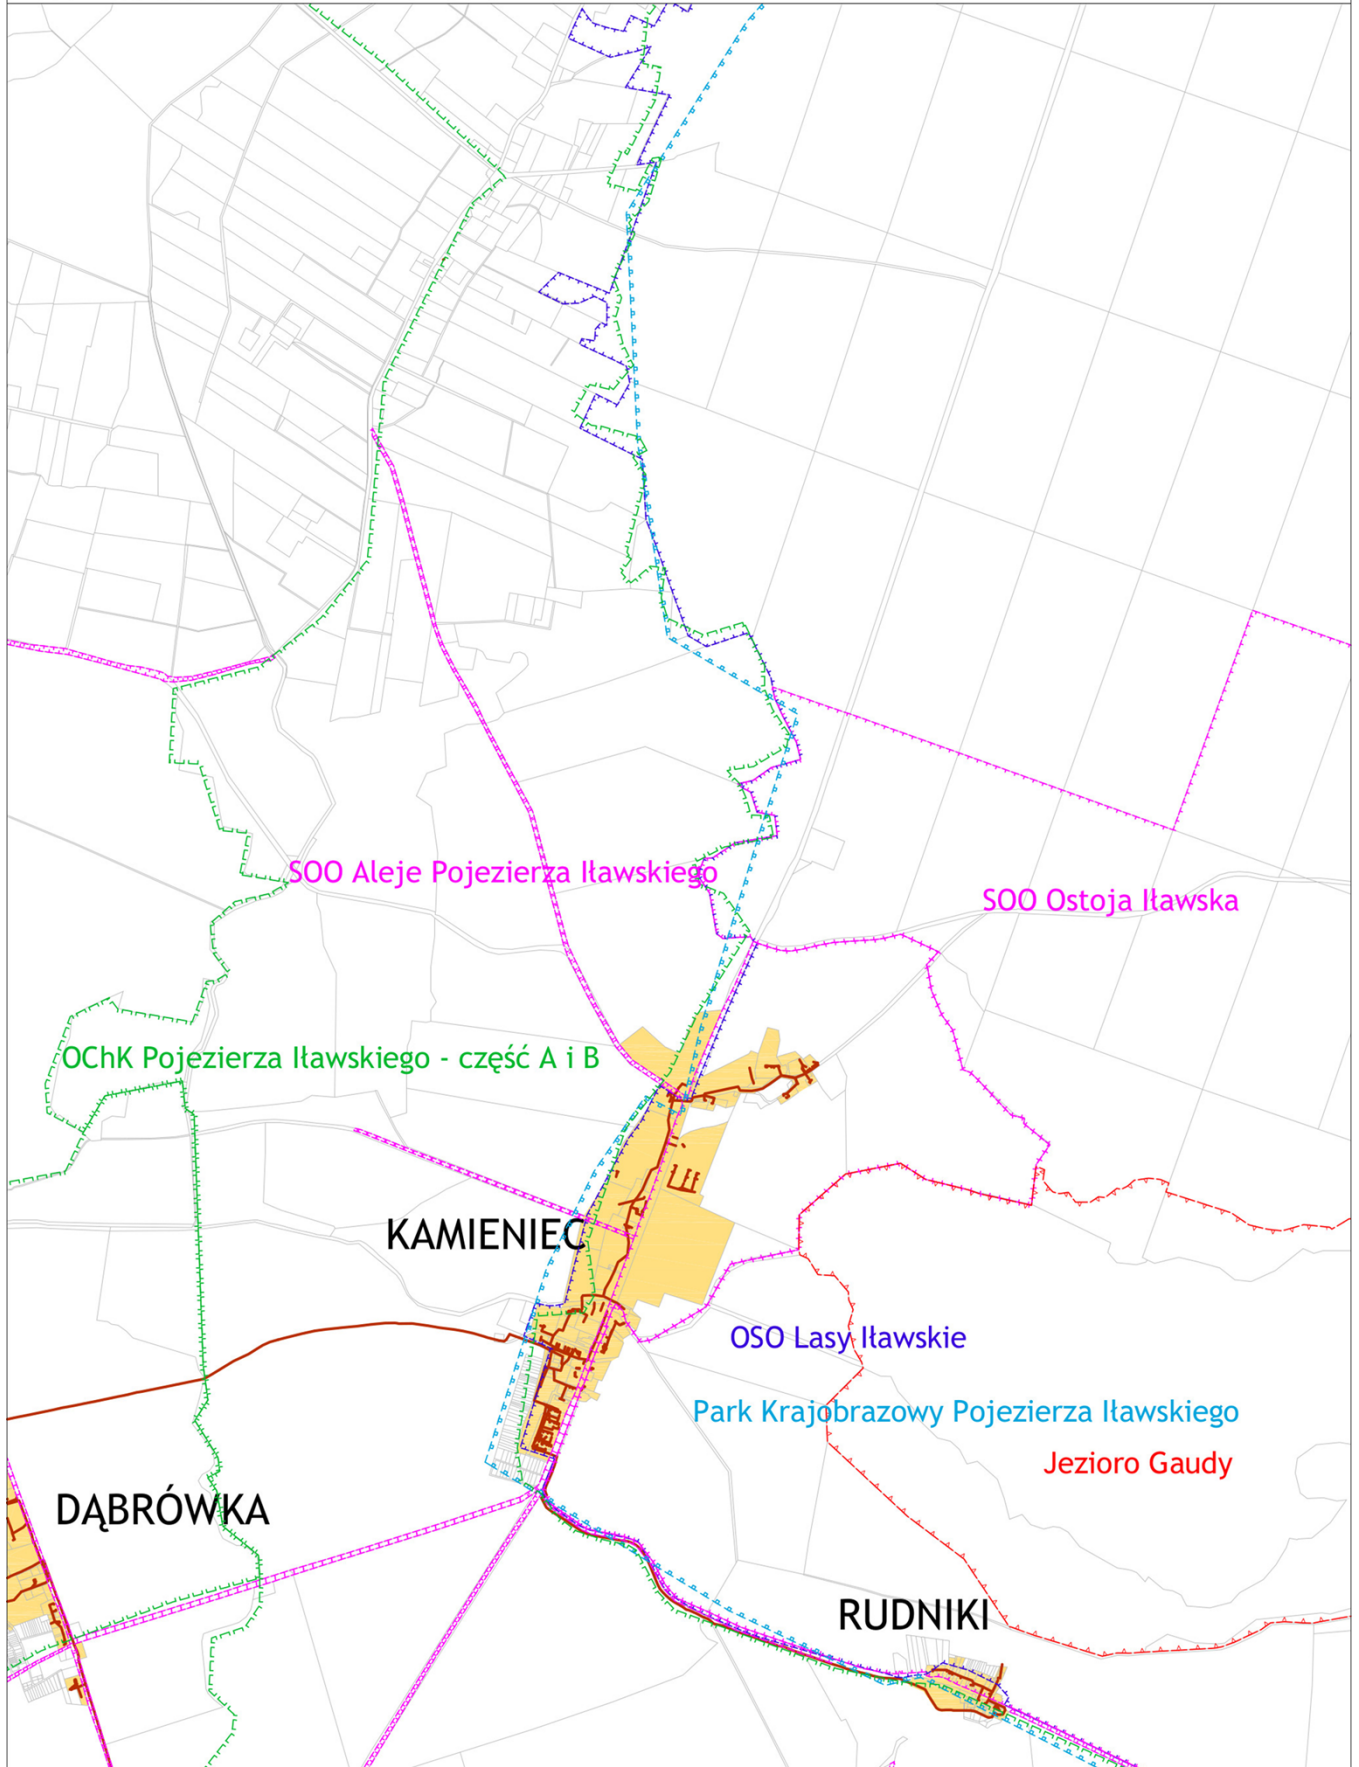 SOO Aleje Pojezierza Iławskiego
SOO Ostoja Iławska
OChK Pojezierza Iławskiego - część A i B
KAMIENIEC
OSO Lasy Iławskie
Park Krajobrazowy Pojezierza Iławskiego
Jezioro Gaudy
DĄBRÓWKA
RUDNIKI